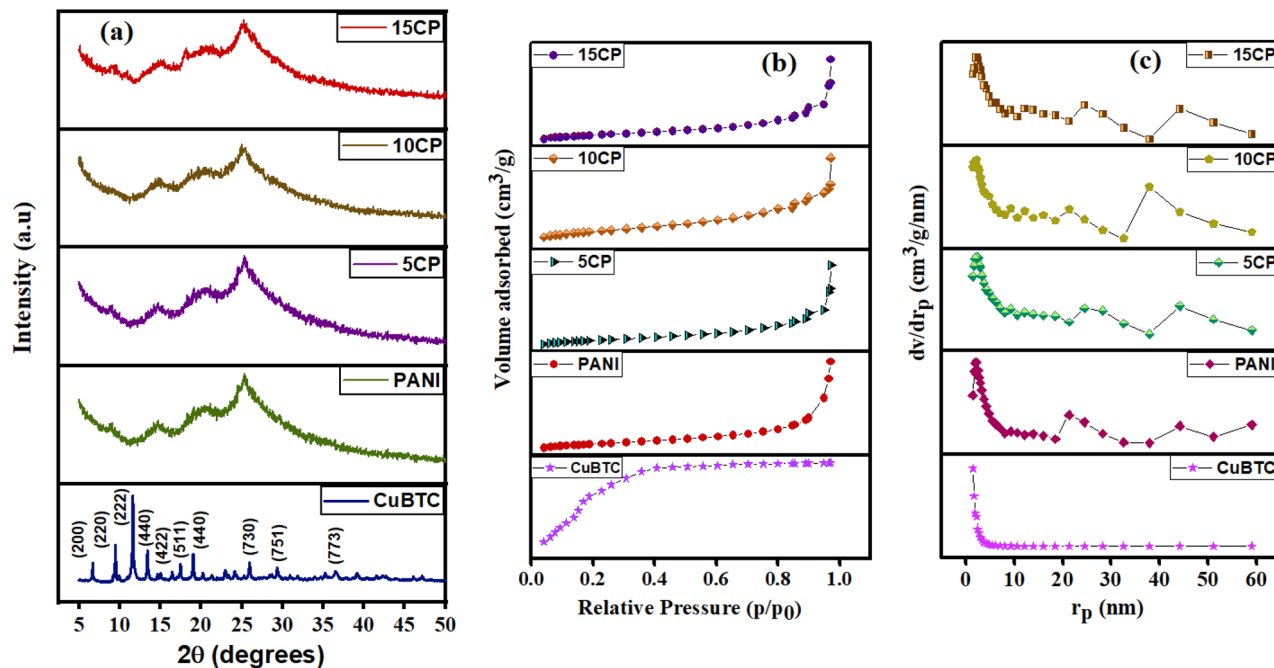 (a)
15CP
10CP
5CP
PANI
CuBTC
(200)
(220)
(222)
(440)
(422)
(511)
(440)
(730)
(751)
(773)
Intensity (a.u)
5 10 15 20 25 30 35 40 45 50
2θ (degrees)
(b)
15CP
10CP
5CP
PANI
CuBTC
Volume adsorbed (cm³/g)
0.0 0.2 0.4 0.6 0.8 1.0
Relative Pressure (p/p₀)
(c)
15CP
10CP
5CP
PANI
CuBTC
dv/drₚ (cm³/g/nm)
0 10 20 30 40 50 60
rₚ (nm)